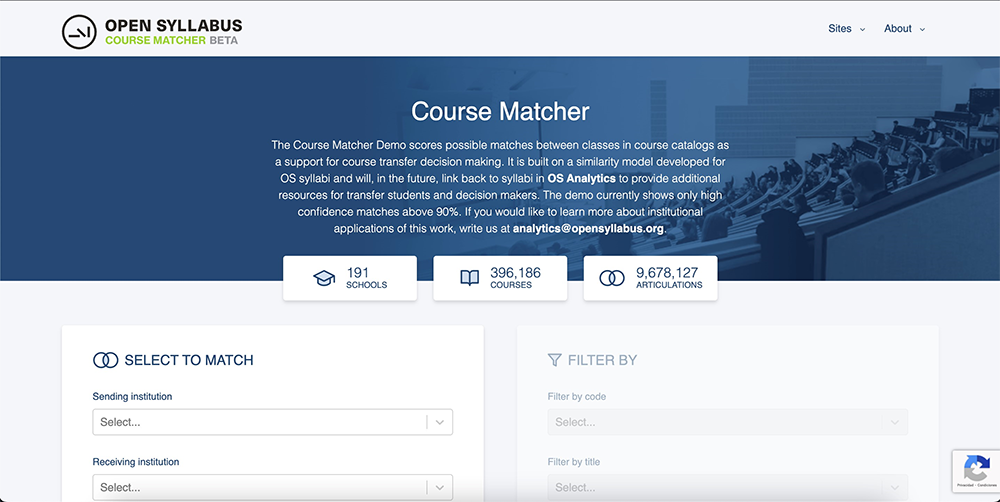 OPEN SYLLABUS
COURSE MATCHER BETA
Sites
About
Course Matcher
The Course Matcher Demo scores possible matches between classes in course catalogs as
a support for course transfer decision making. It is built on a similarity model developed for
OS syllabi and will, in the future, link back to syllabi in OS Analytics to provide additional
resources for transfer students and decision makers. The demo currently shows only high
confidence matches above 90%. If you would like to learn more about institutional
applications of this work, write us at analytics@opensyllabus.org.
191
SCHOOLS
396,186
COURSES
9,678,127
ARTICULATIONS
SELECT TO MATCH
Sending institution
Select...
Receiving institution
Select...
FILTER BY
Filter by code
Select...
Filter by title
Select...
Privacidad - Condiciones